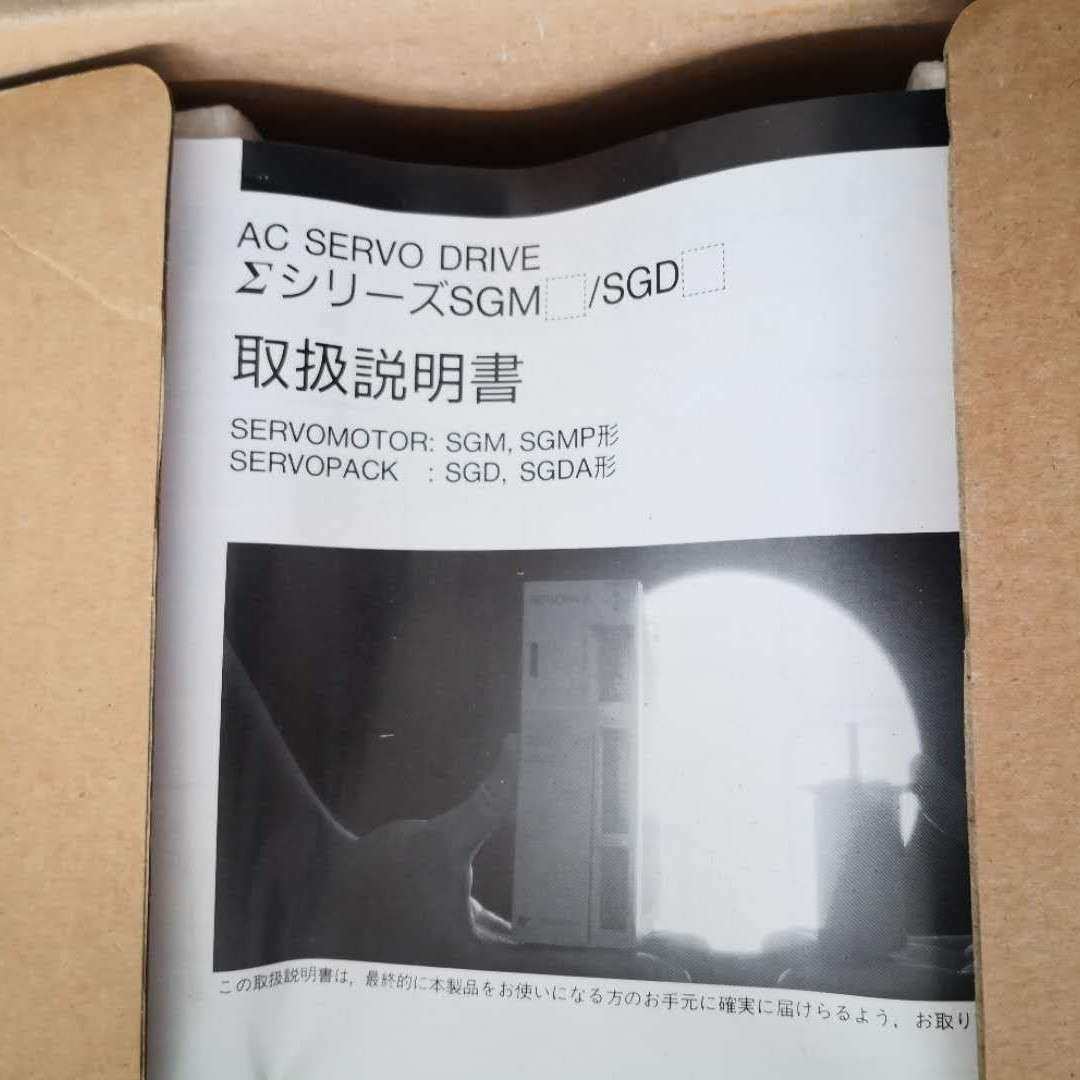 AC SERVO DRIVE
ΣシリーズSGM□/SGD□
取扱説明書
SERVOMOTOR: SGM, SGMP形
SERVOPACK : SGD, SGDA形
この取扱説明書は，最終的に本製品をお使いになる方のお手元に確実に届けらるよう，お取り